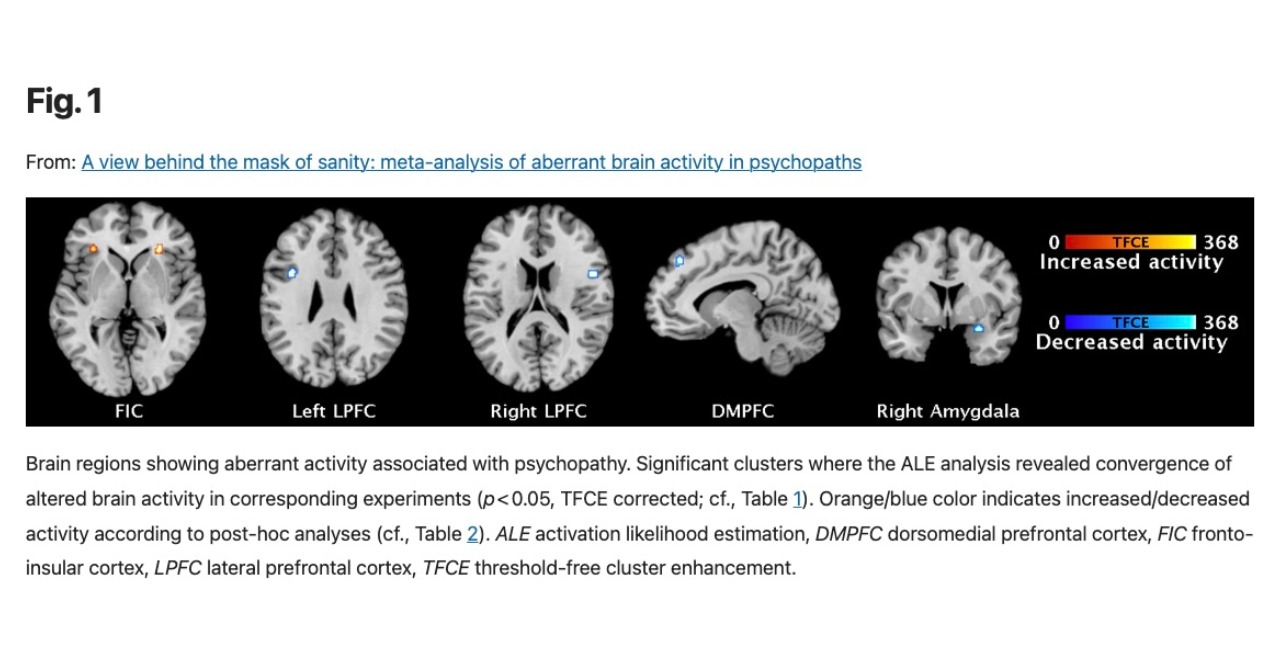 Fig. 1
From: A view behind the mask of sanity: meta-analysis of aberrant brain activity in psychopaths
0 TFCE 368
Increased activity
0 TFCE 368
Decreased activity
FIC
Left LPFC
Right LPFC
DMPFC
Right Amygdala
Brain regions showing aberrant activity associated with psychopathy. Significant clusters where the ALE analysis revealed convergence of
altered brain activity in corresponding experiments (p < 0.05, TFCE corrected; cf., Table 1). Orange/blue color indicates increased/decreased
activity according to post-hoc analyses (cf., Table 2). ALE activation likelihood estimation, DMPFC dorsomedial prefrontal cortex, FIC fronto-
insular cortex, LPFC lateral prefrontal cortex, TFCE threshold-free cluster enhancement.